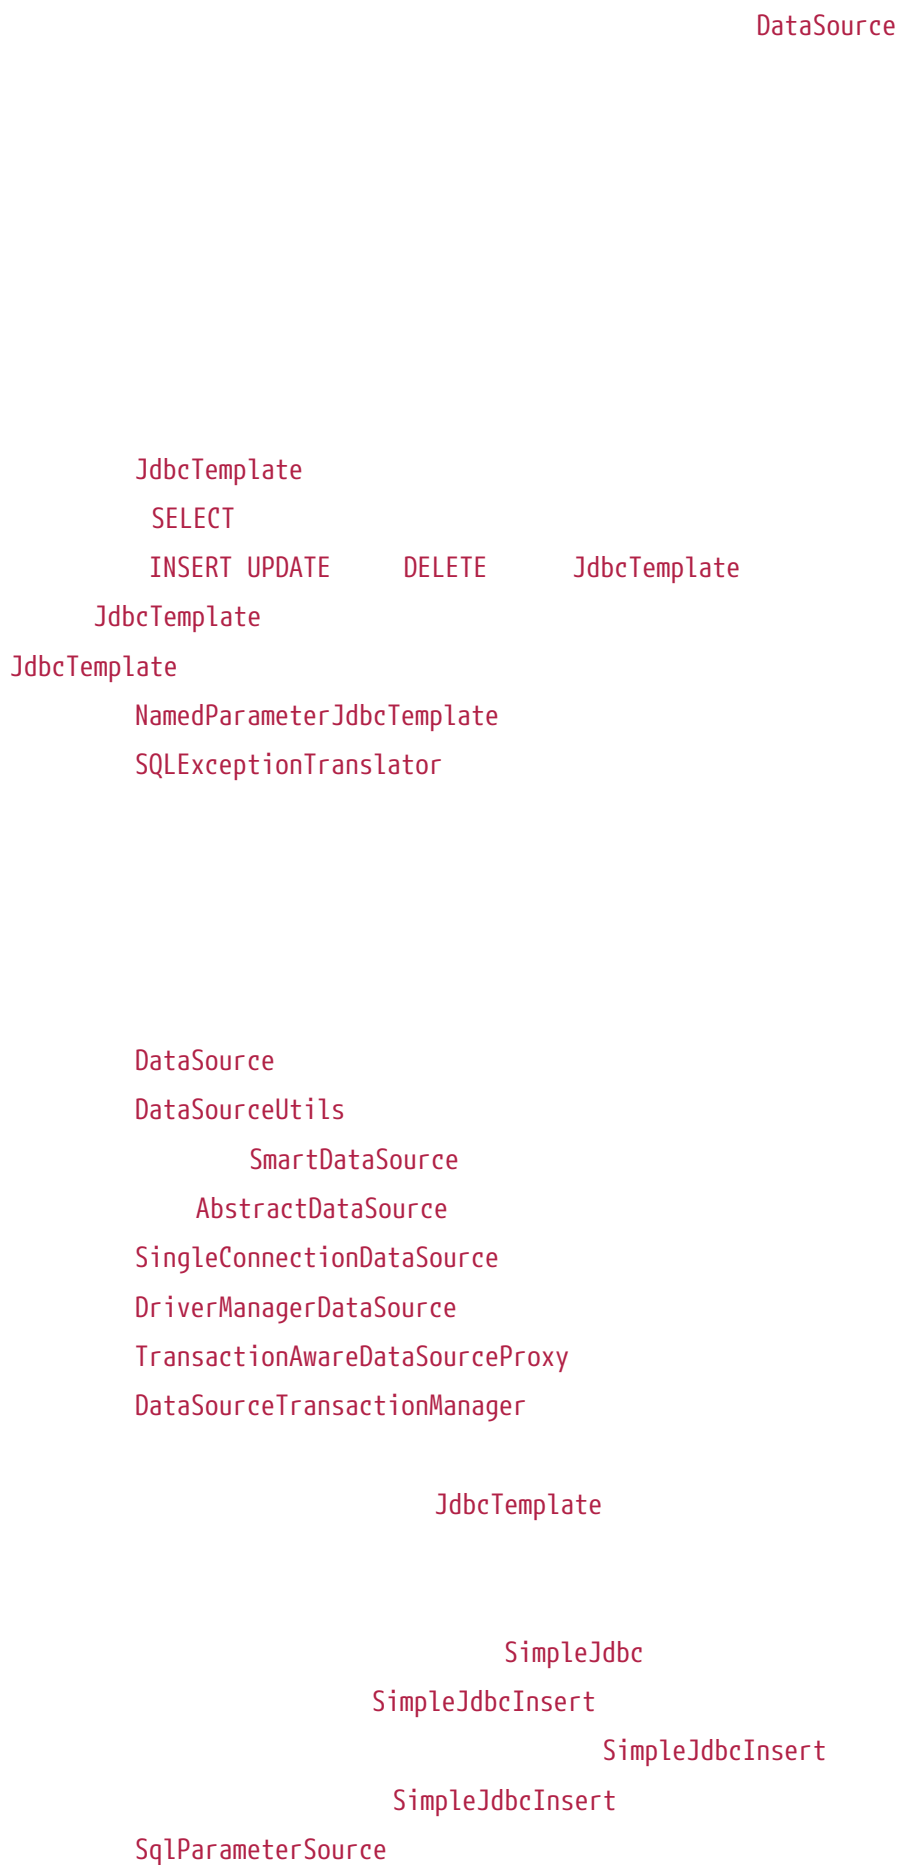 DataSource
JdbcTemplate
SELECT
INSERT UPDATE DELETE JdbcTemplate
JdbcTemplate
JdbcTemplate
NamedParameterJdbcTemplate
SQLExceptionTranslator
DataSource
DataSourceUtils
SmartDataSource
AbstractDataSource
SingleConnectionDataSource
DriverManagerDataSource
TransactionAwareDataSourceProxy
DataSourceTransactionManager
JdbcTemplate
SimpleJdbc
SimpleJdbcInsert
SimpleJdbcInsert
SimpleJdbcInsert
SqlParameterSource